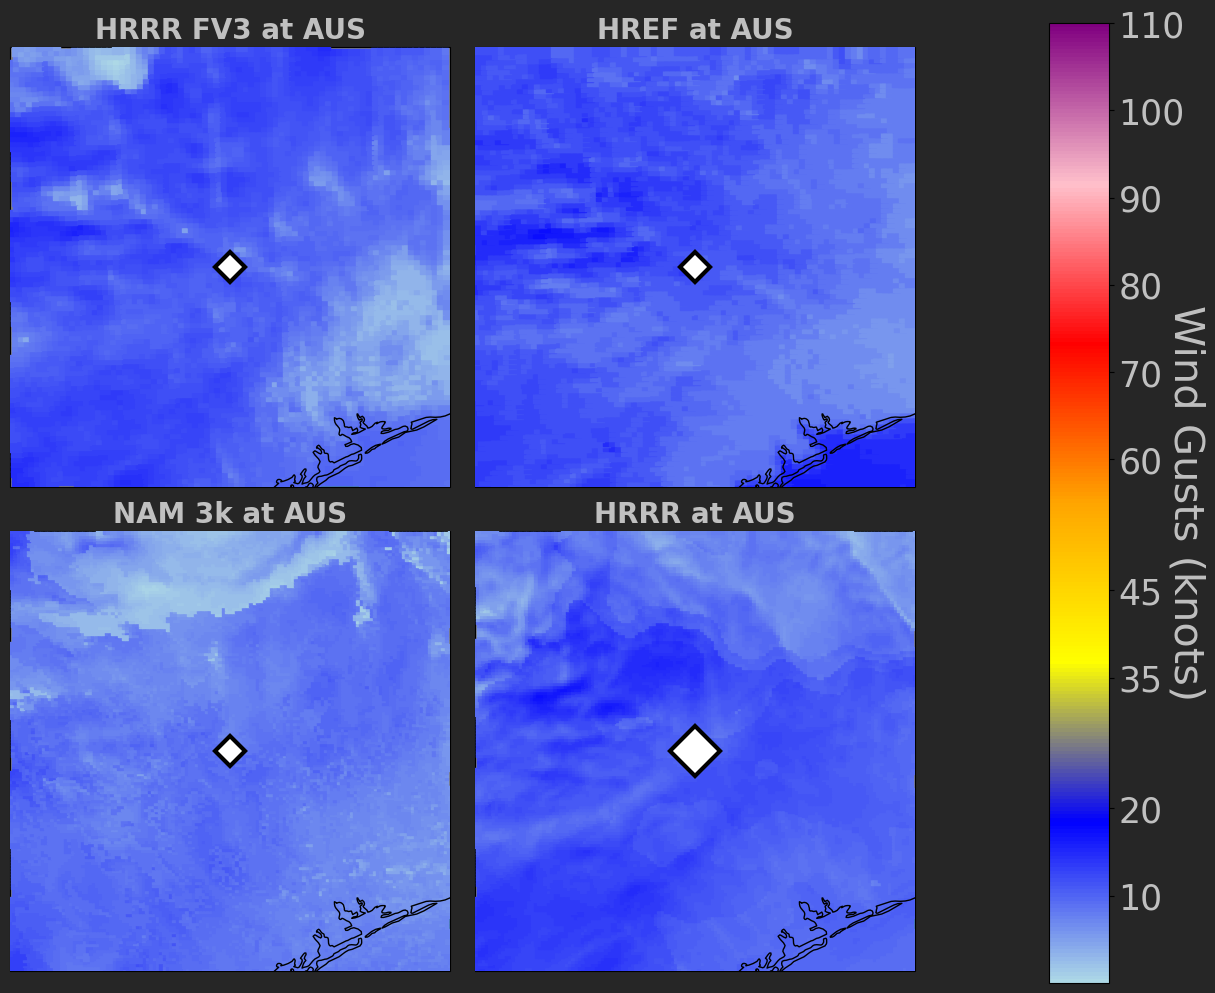 HRRR FV3 at AUS
HREF at AUS
NAM 3k at AUS
HRRR at AUS
110
100
90
80
70
60
45
35
20
10
Wind Gusts (knots)